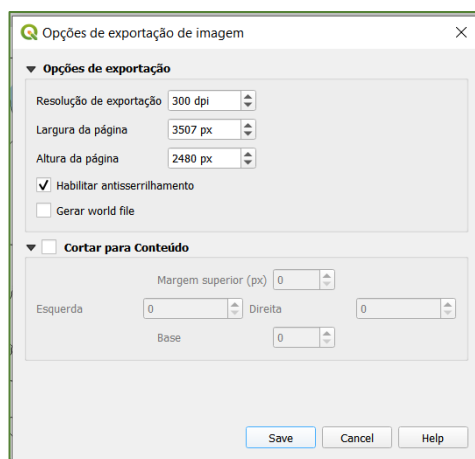 Opções de exportação de imagem
Opções de exportação
Resolução de exportação 300 dpi
Largura da página 3507 px
Altura da página 2480 px
Habilitar antisserrilhamento
Gerar world file
Cortar para Conteúdo
Margem superior (px) 0
Esquerda 0 Direita 0
Base 0
Save Cancel Help